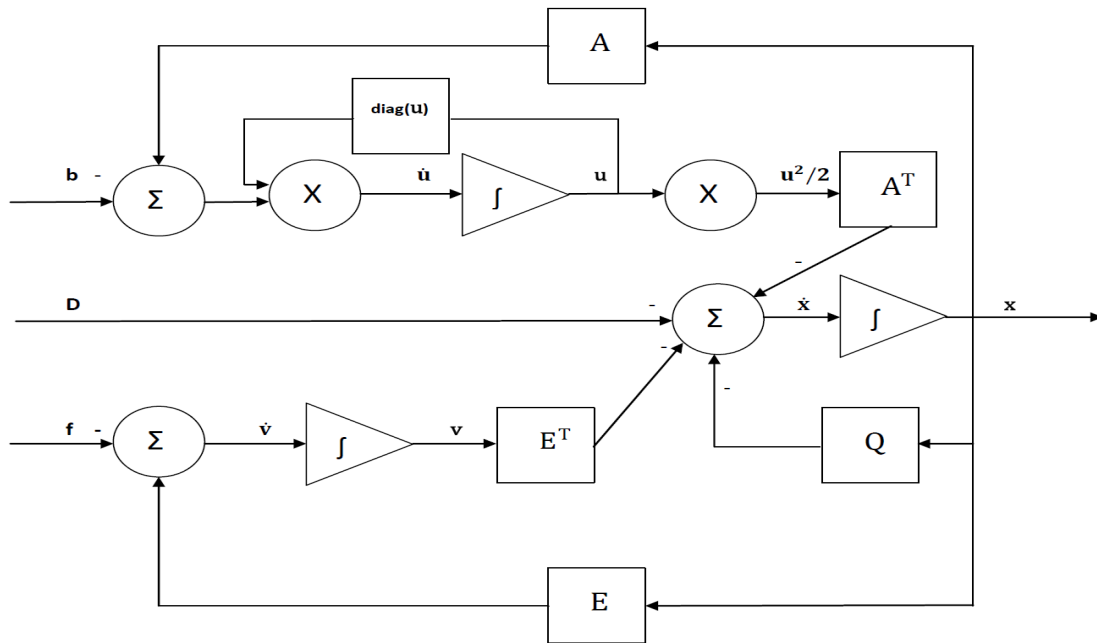 A
diag(u)
b -
Σ
X
u̇
∫
u
X
u²/2
Aᵀ
-
D
-
Σ
ẋ
∫
x
-
-
f -
Σ
v̇
∫
v
Eᵀ
Q
E